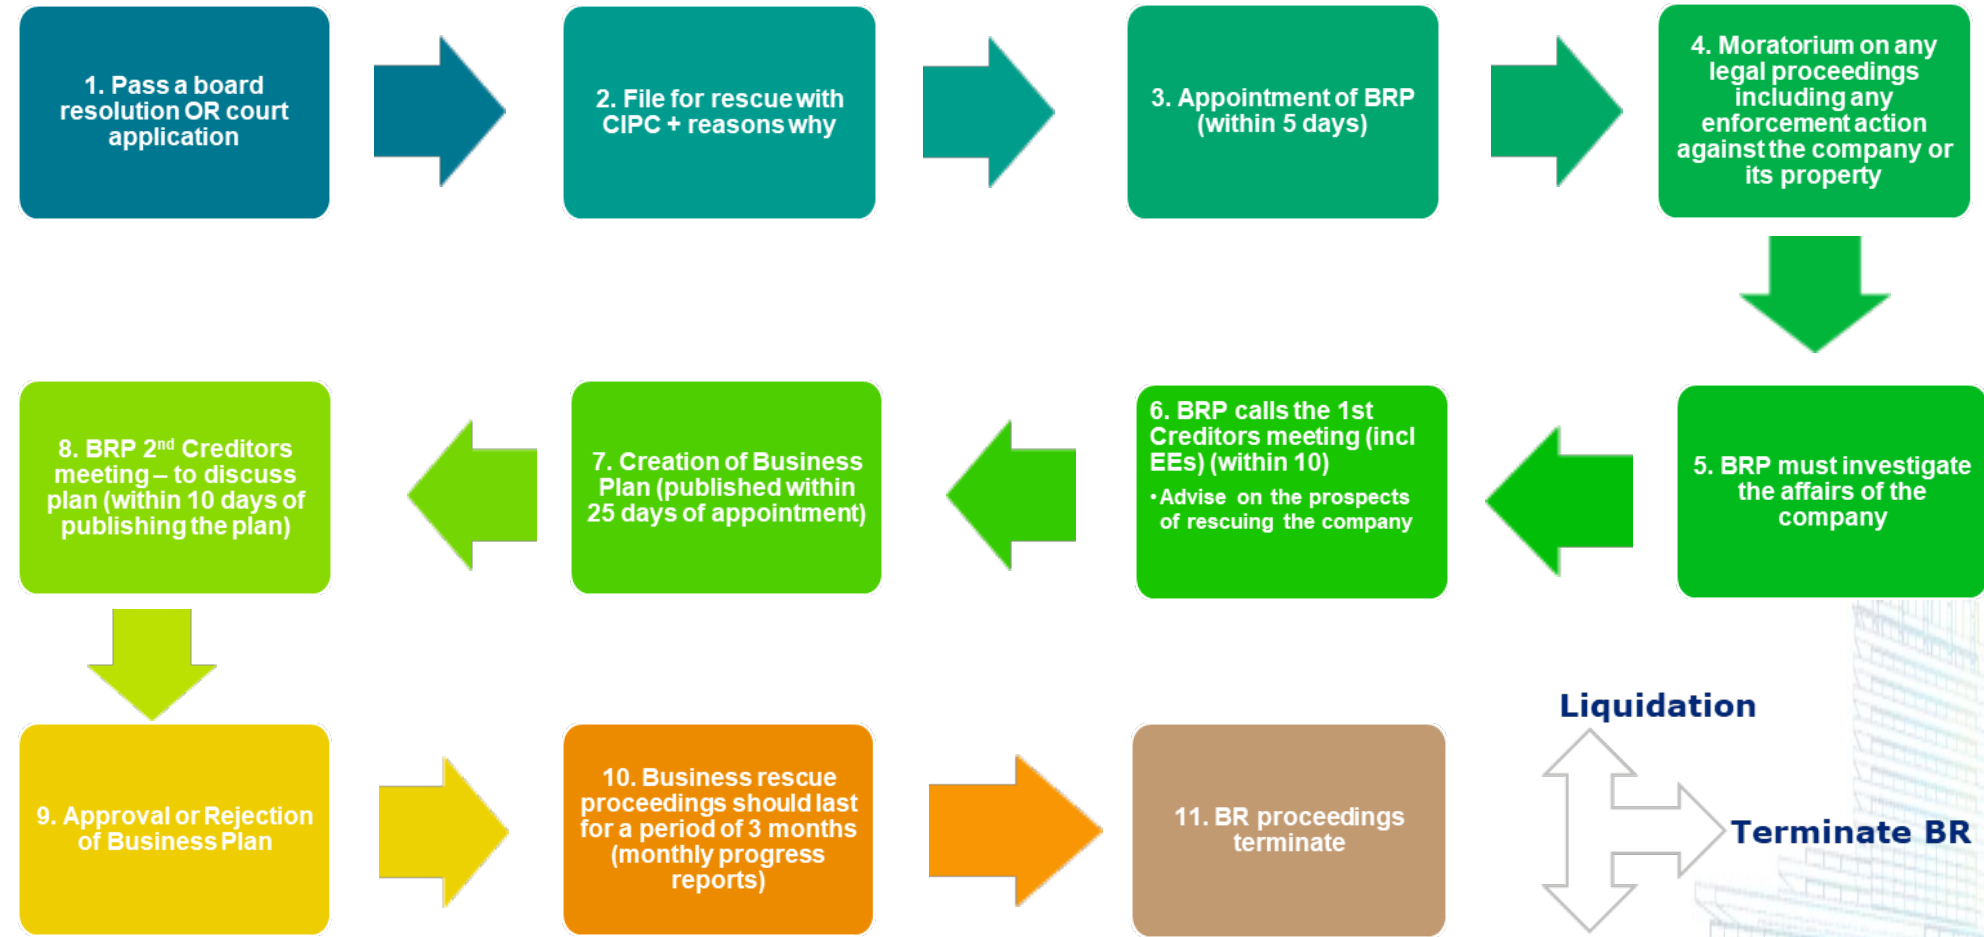 1. Pass a board
resolution OR court
application
2. File for rescue with
CIPC + reasons why
3. Appointment of BRP
(within 5 days)
4. Moratorium on any
legal proceedings
including any
enforcement action
against the company or
its property
5. BRP must investigate
the affairs of the
company
6. BRP calls the 1st
Creditors meeting (incl
EEs) (within 10)
• Advise on the prospects
of rescuing the company
7. Creation of Business
Plan (published within
25 days of appointment)
8. BRP 2nd Creditors
meeting – to discuss
plan (within 10 days of
publishing the plan)
9. Approval or Rejection
of Business Plan
10. Business rescue
proceedings should last
for a period of 3 months
(monthly progress
reports)
11. BR proceedings
terminate
Liquidation
Terminate BR